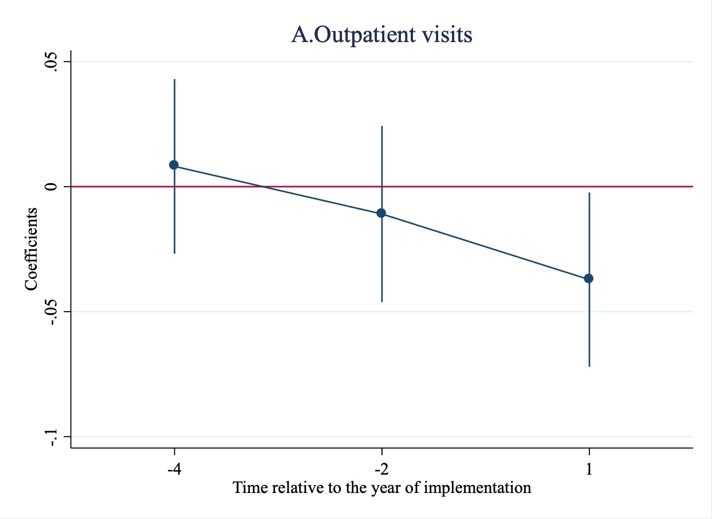 A.Outpatient visits
.05
0
-.05
-.1
Coefficients
-4 -2 1
Time relative to the year of implementation